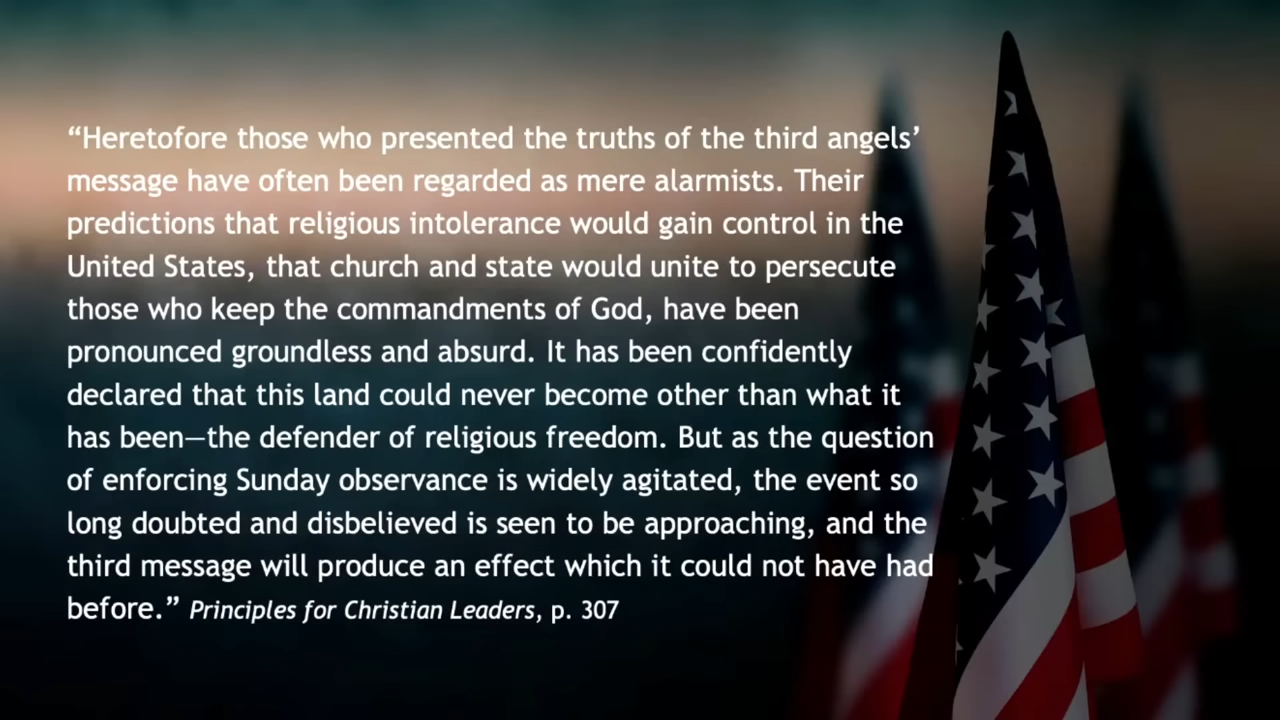 “Heretofore those who presented the truths of the third angels’
message have often been regarded as mere alarmists. Their
predictions that religious intolerance would gain control in the
United States, that church and state would unite to persecute
those who keep the commandments of God, have been
pronounced groundless and absurd. It has been confidently
declared that this land could never become other than what it
has been—the defender of religious freedom. But as the question
of enforcing Sunday observance is widely agitated, the event so
long doubted and disbelieved is seen to be approaching, and the
third message will produce an effect which it could not have had
before.” Principles for Christian Leaders, p. 307